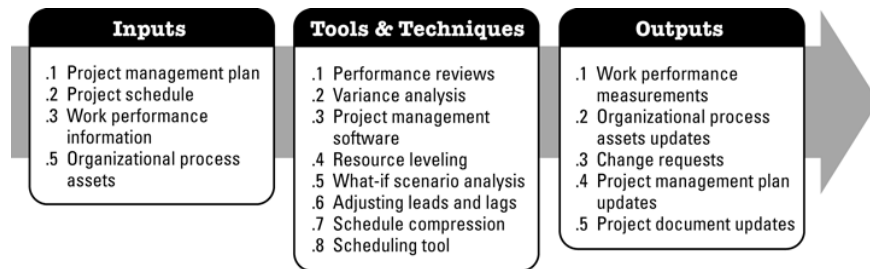 Inputs
.1 Project management plan
.2 Project schedule
.3 Work performance
information
.5 Organizational process
assets
Tools & Techniques
.1 Performance reviews
.2 Variance analysis
.3 Project management
software
.4 Resource leveling
.5 What-if scenario analysis
.6 Adjusting leads and lags
.7 Schedule compression
.8 Scheduling tool
Outputs
.1 Work performance
measurements
.2 Organizational process
assets updates
.3 Change requests
.4 Project management plan
updates
.5 Project document updates